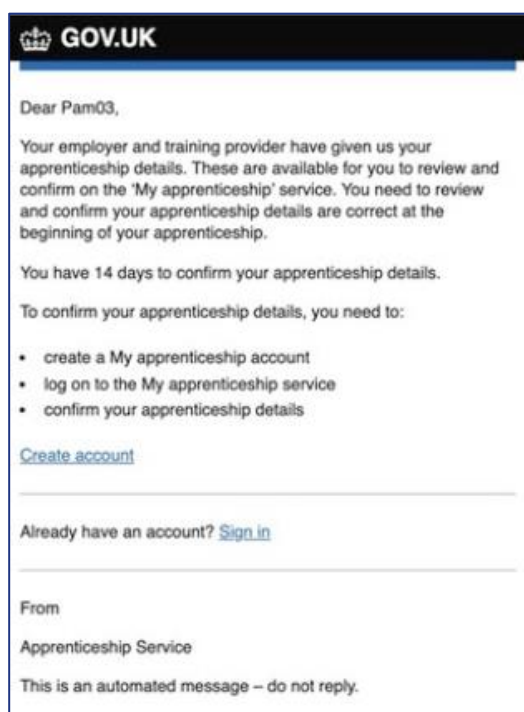 GOV.UK
Dear Pam03,
Your employer and training provider have given us your
apprenticeship details. These are available for you to review and
confirm on the 'My apprenticeship' service. You need to review
and confirm your apprenticeship details are correct at the
beginning of your apprenticeship.
You have 14 days to confirm your apprenticeship details.
To confirm your apprenticeship details, you need to:
• create a My apprenticeship account
• log on to the My apprenticeship service
• confirm your apprenticeship details
Create account
Already have an account? Sign in
From
Apprenticeship Service
This is an automated message – do not reply.